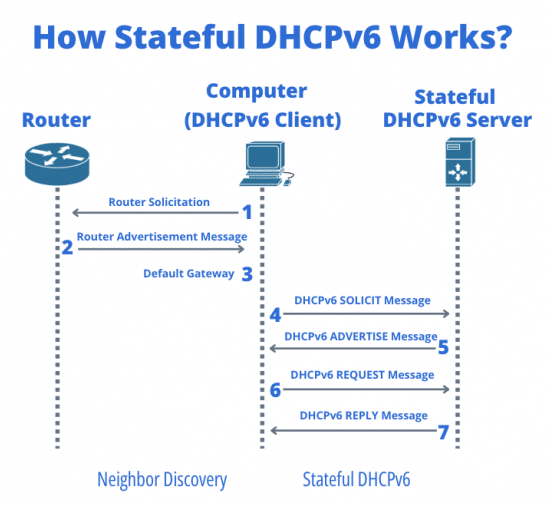 How Stateful DHCPv6 Works?
Router
Computer
(DHCPv6 Client)
Stateful
DHCPv6 Server
Router Solicitation
1
2
Router Advertisement Message
Default Gateway
3
DHCPv6 SOLICIT Message
4
DHCPv6 ADVERTISE Message
5
DHCPv6 REQUEST Message
6
DHCPv6 REPLY Message
7
Neighbor Discovery
Stateful DHCPv6